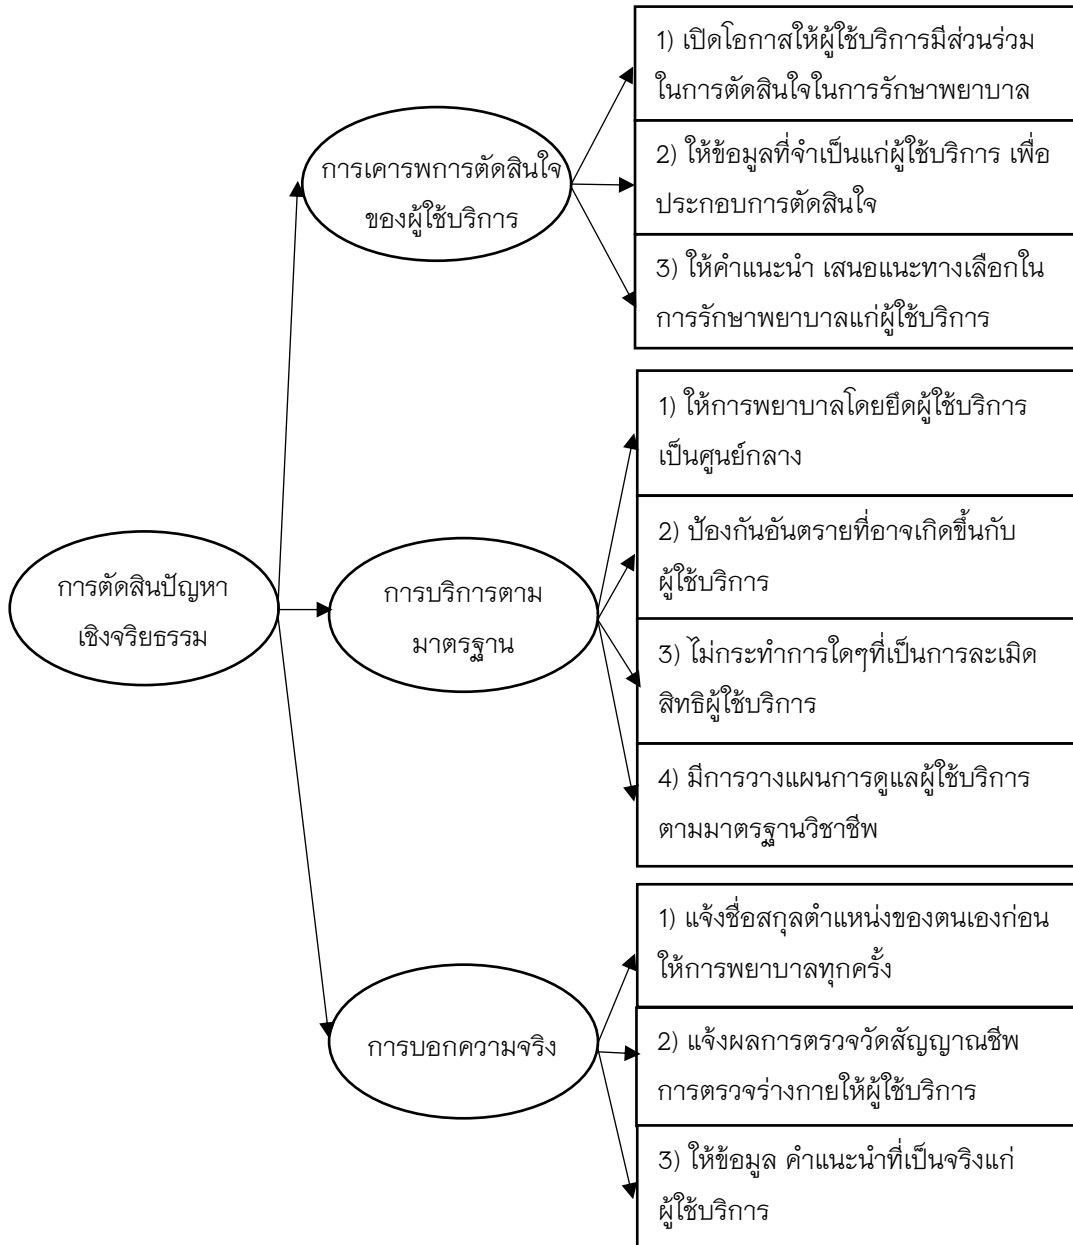 การตัดสินปัญหา
เชิงจริยธรรม
การเคารพการตัดสินใจ
ของผู้ใช้บริการ
1) เปิดโอกาสให้ผู้ใช้บริการมีส่วนร่วม
ในการตัดสินใจในการรักษาพยาบาล
2) ให้ข้อมูลที่จำเป็นแก่ผู้ใช้บริการ เพื่อ
ประกอบการตัดสินใจ
3) ให้คำแนะนำ เสนอแนะทางเลือกใน
การรักษาพยาบาลแก่ผู้ใช้บริการ
การบริการตาม
มาตรฐาน
1) ให้การพยาบาลโดยยึดผู้ใช้บริการ
เป็นศูนย์กลาง
2) ป้องกันอันตรายที่อาจเกิดขึ้นกับ
ผู้ใช้บริการ
3) ไม่กระทำการใดๆที่เป็นการละเมิด
สิทธิผู้ใช้บริการ
4) มีการวางแผนการดูแลผู้ใช้บริการ
ตามมาตรฐานวิชาชีพ
การบอกความจริง
1) แจ้งชื่อสกุลตำแหน่งของตนเองก่อน
ให้การพยาบาลทุกครั้ง
2) แจ้งผลการตรวจวัดสัญญาณชีพ
การตรวจร่างกายให้ผู้ใช้บริการ
3) ให้ข้อมูล คำแนะนำที่เป็นจริงแก่
ผู้ใช้บริการ